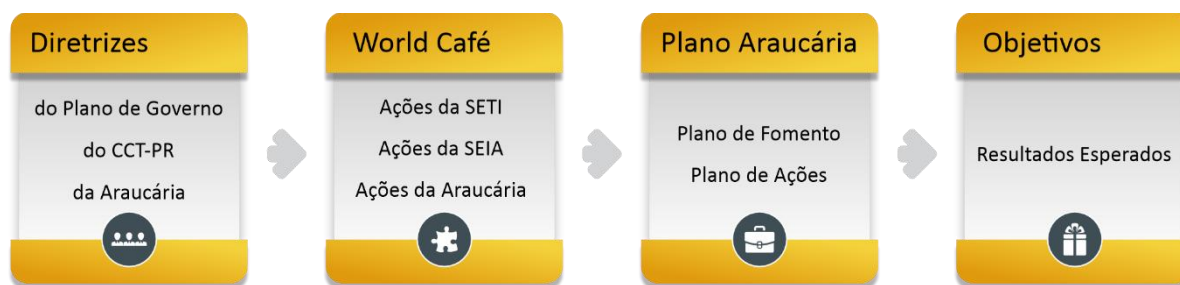 Diretrizes
do Plano de Governo
do CCT-PR
da Araucária
World Café
Ações da SETI
Ações da SEIA
Ações da Araucária
Plano Araucária
Plano de Fomento
Plano de Ações
Objetivos
Resultados Esperados